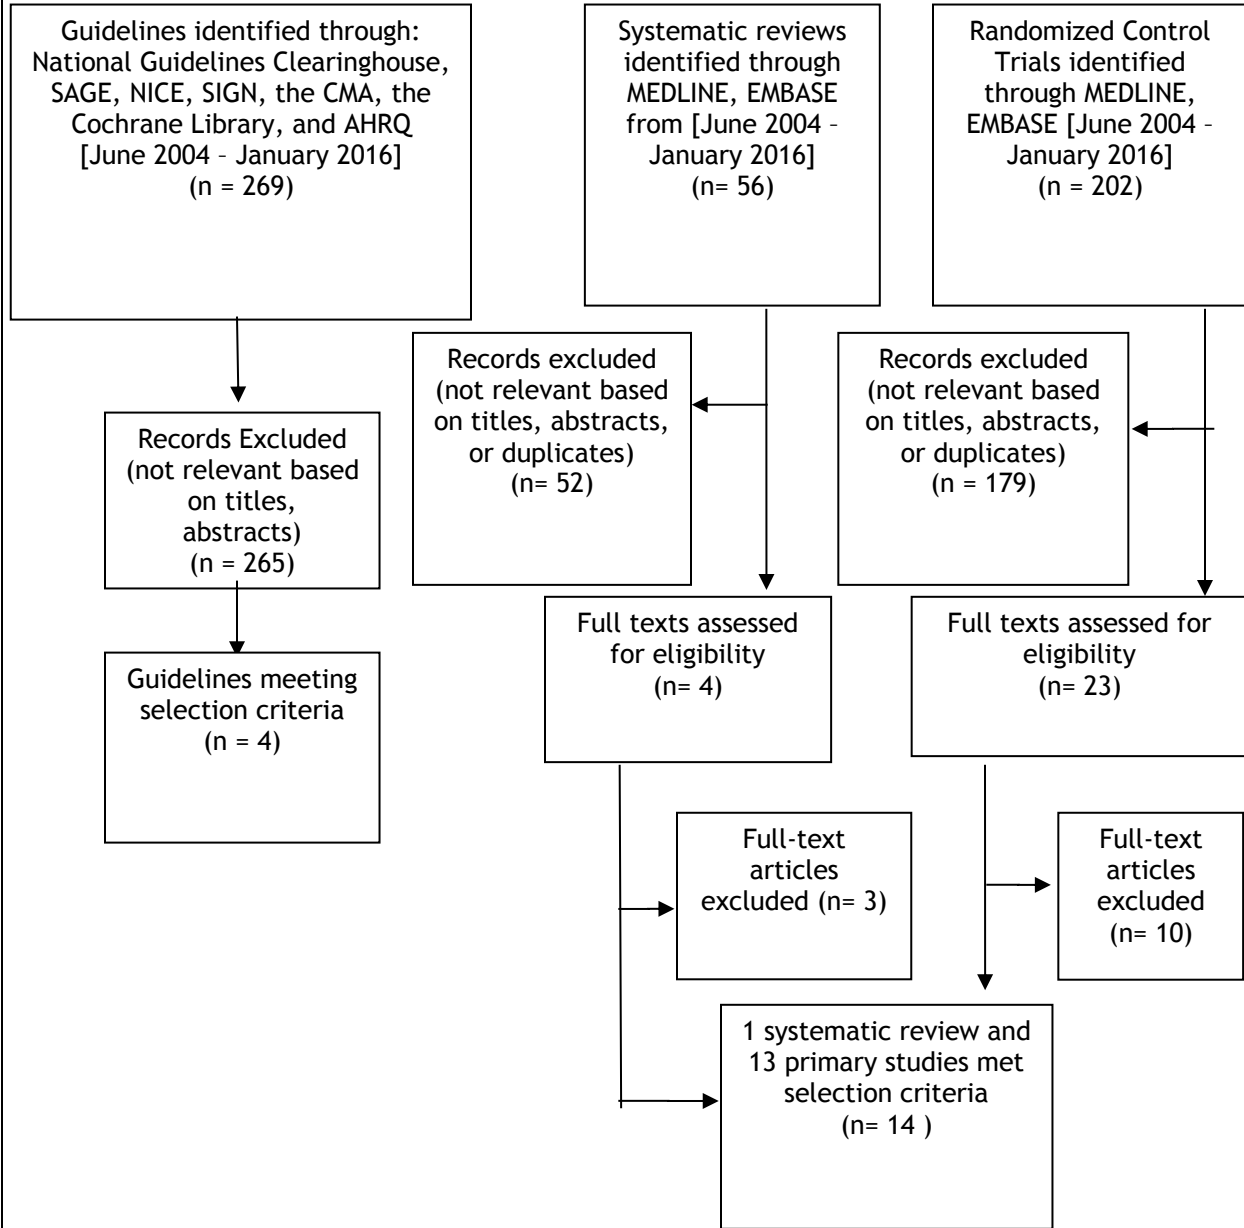 Guidelines identified through:
National Guidelines Clearinghouse,
SAGE, NICE, SIGN, the CMA, the
Cochrane Library, and AHRQ
[June 2004 – January 2016]
(n = 269)
Systematic reviews
identified through
MEDLINE, EMBASE
from [June 2004 –
January 2016]
(n= 56)
Randomized Control
Trials identified
through MEDLINE,
EMBASE [June 2004 –
January 2016]
(n = 202)
Records Excluded
(not relevant based
on titles,
abstracts)
(n = 265)
Records excluded
(not relevant based
on titles, abstracts,
or duplicates)
(n= 52)
Records excluded
(not relevant based
on titles, abstracts,
or duplicates)
(n = 179)
Guidelines meeting
selection criteria
(n = 4)
Full texts assessed
for eligibility
(n= 4)
Full texts assessed for
eligibility
(n= 23)
Full-text
articles
excluded (n= 3)
Full-text
articles
excluded
(n= 10)
1 systematic review and
13 primary studies met
selection criteria
(n= 14 )